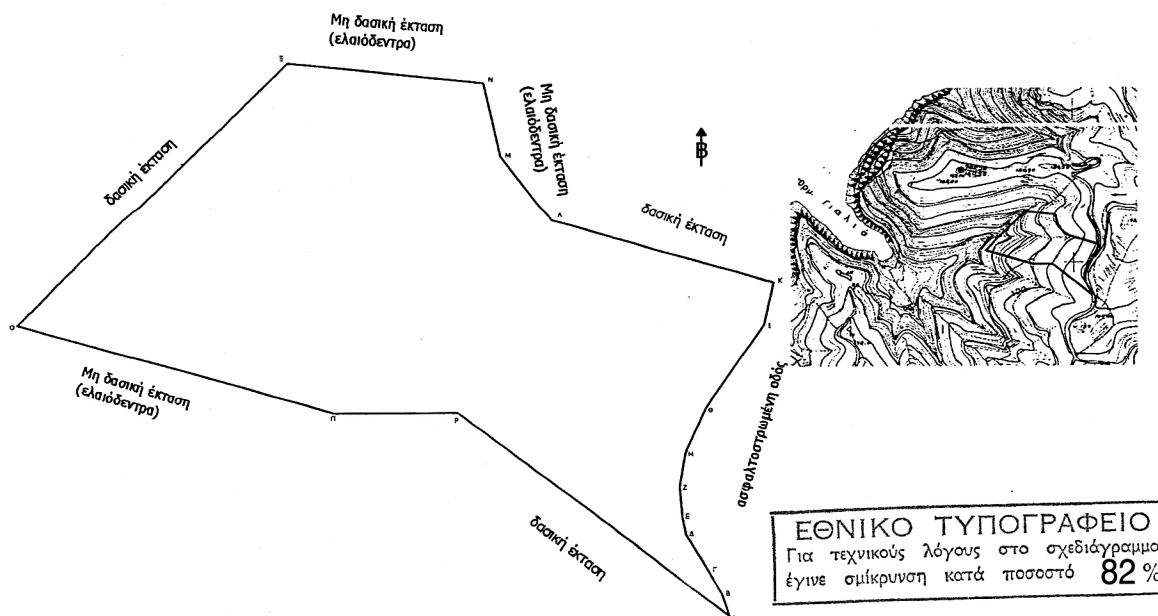 Μη δασική έκταση
(ελαιόδεντρα)
Ξ
Ν
Μη δασική έκταση
(ελαιόδεντρα)
Μ
Λ
Β
δασική έκταση
δασική έκταση
Κ
Ι
Ο
Μη δασική έκταση
(ελαιόδεντρα)
Π
Ρ
Θ
Η
Ζ
Ε
Δ
Γ
Β
ασφαλτοστρωμένη οδός
δασική έκταση
Γιαλιό
ΕΘΝΙΚΟ ΤΥΠΟΓΡΑΦΕΙΟ
Για τεχνικούς λόγους στο σχεδιάγραμμα
έγινε σμίκρυνση κατά ποσοστό 82%